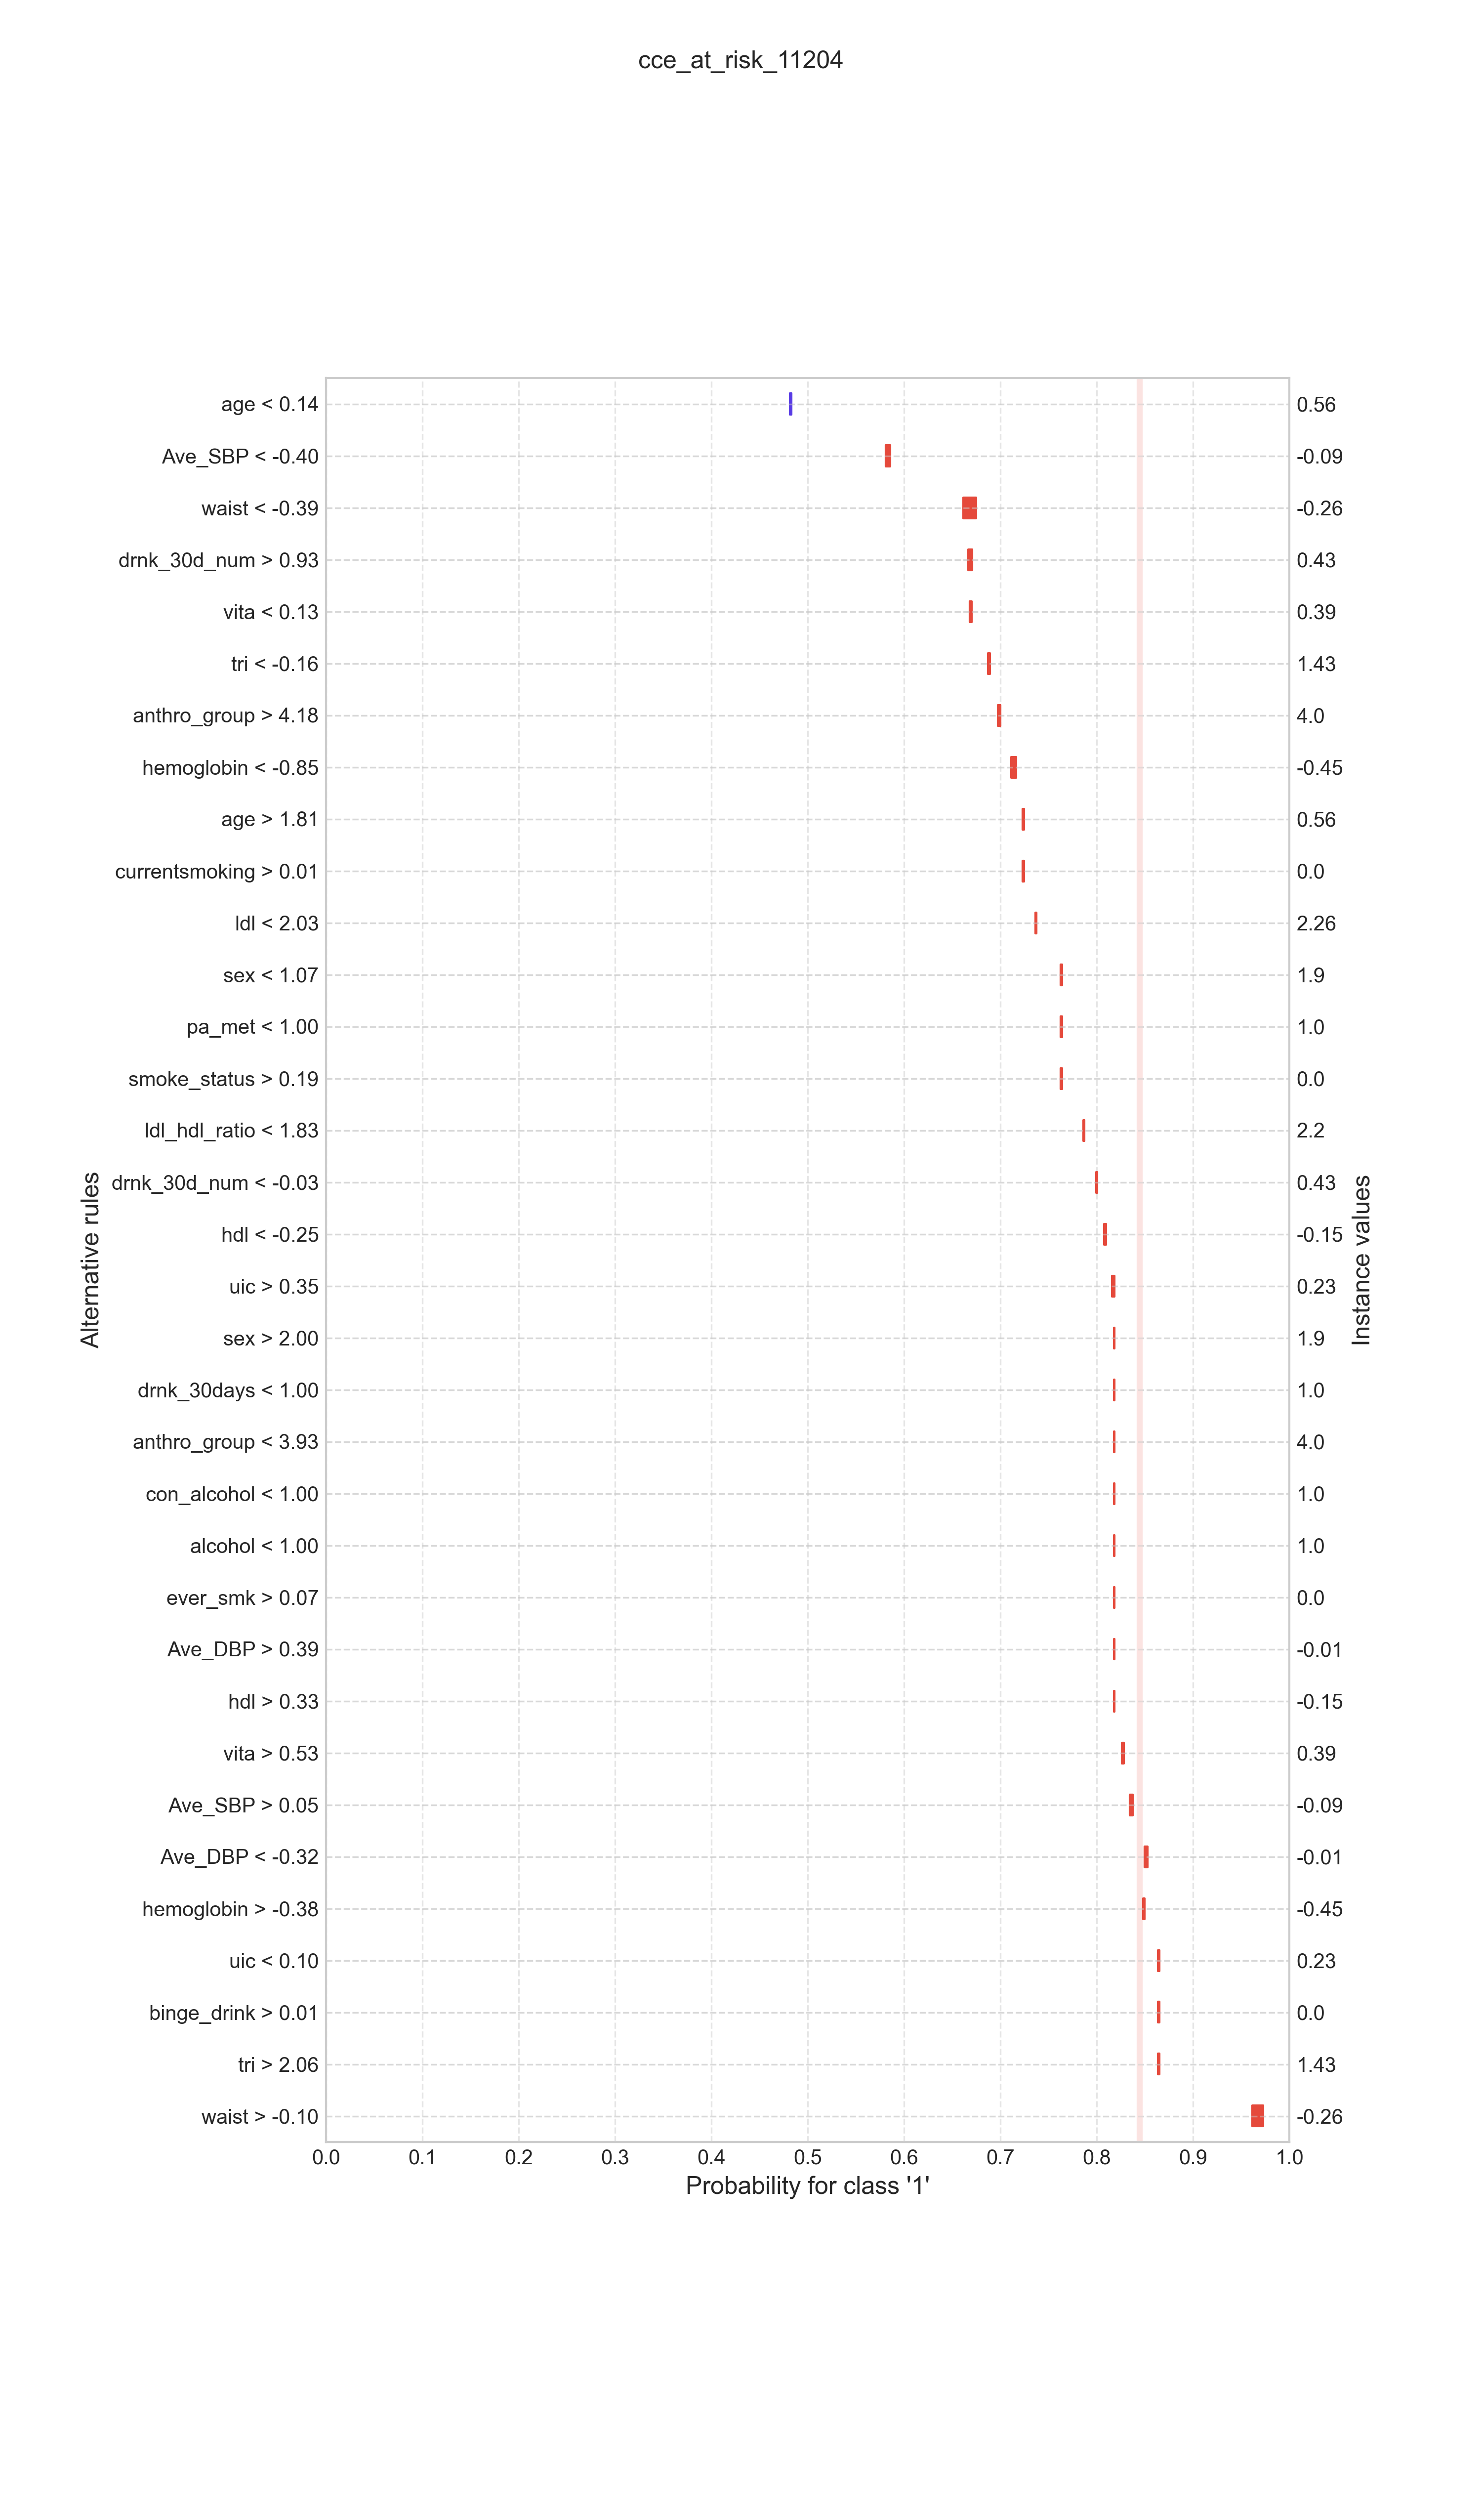 cce_at_risk_11204
age < 0.14 0.56
Ave_SBP < -0.40 -0.09
waist < -0.39 -0.26
drnk_30d_num > 0.93 0.43
vita < 0.13 0.39
tri < -0.16 1.43
anthro_group > 4.18 4.0
hemoglobin < -0.85 -0.45
age > 1.81 0.56
currentsmoking > 0.01 0.0
ldl < 2.03 2.26
sex < 1.07 1.9
pa_met < 1.00 1.0
smoke_status > 0.19 0.0
ldl_hdl_ratio < 1.83 2.2
drnk_30d_num < -0.03 0.43
hdl < -0.25 -0.15
uic > 0.35 0.23
sex > 2.00 1.9
drnk_30days < 1.00 1.0
anthro_group < 3.93 4.0
con_alcohol < 1.00 1.0
alcohol < 1.00 1.0
ever_smk > 0.07 0.0
Ave_DBP > 0.39 -0.01
hdl > 0.33 -0.15
vita > 0.53 0.39
Ave_SBP > 0.05 -0.09
Ave_DBP < -0.32 -0.01
hemoglobin > -0.38 -0.45
uic < 0.10 0.23
binge_drink > 0.01 0.0
tri > 2.06 1.43
waist > -0.10 -0.26
Alternative rules
Instance values
0.0 0.1 0.2 0.3 0.4 0.5 0.6 0.7 0.8 0.9 1.0
Probability for class '1'